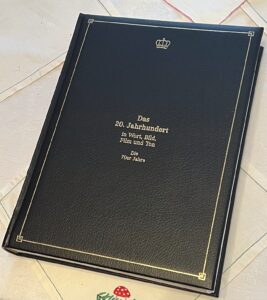 Das
20. Jahrhundert
In Wort, Bild,
Film und Ton
Die
70er Jahre